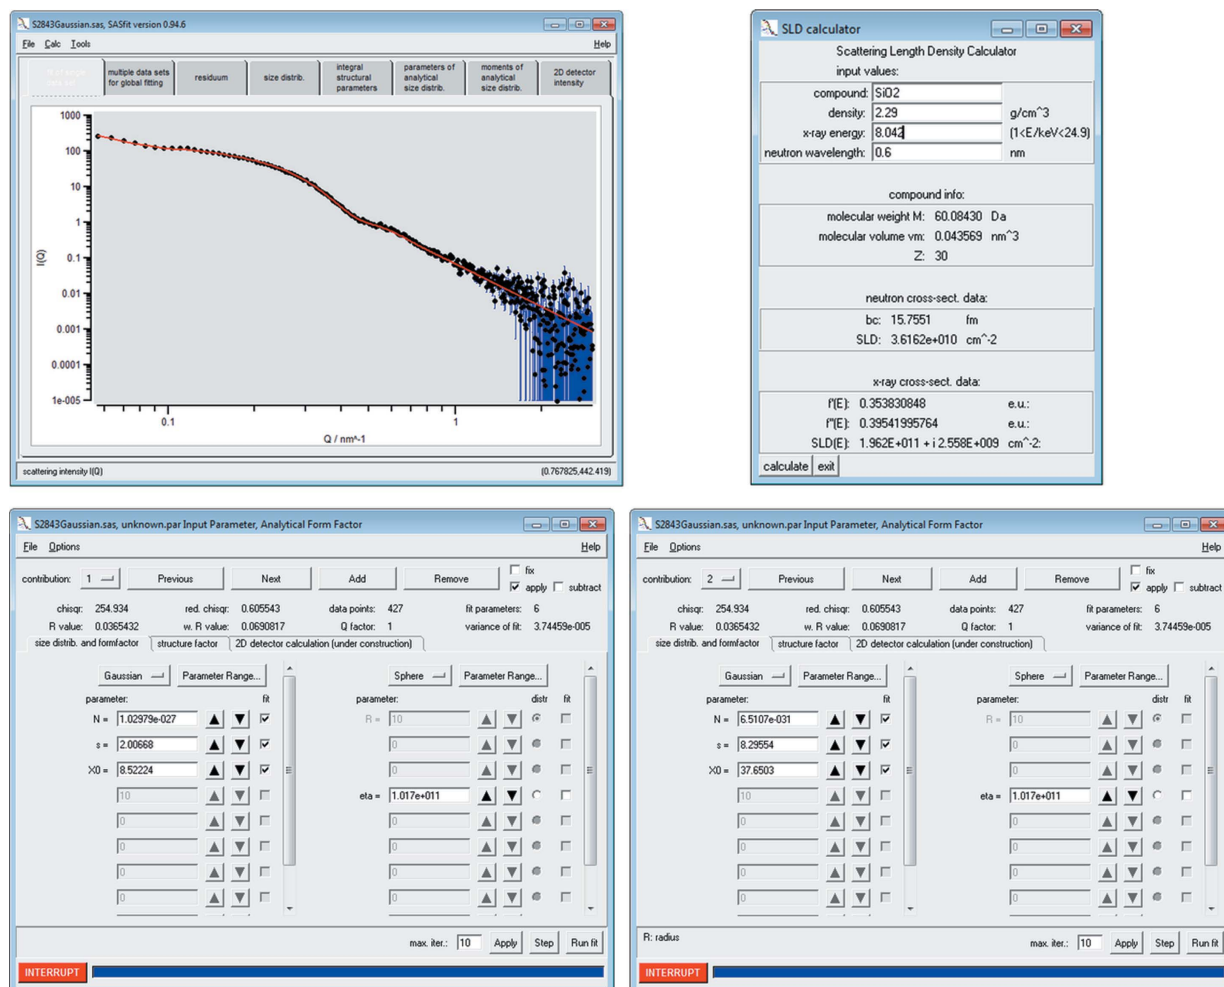 S2843Gaussian.sas, SASfit version 0.94.6
File Calc Tools Help
multiple data sets for global fitting
residuum
size distrib.
integral structural parameters
parameters of analytical size distrib.
moments of analytical size distrib.
2D detector intensity
1000
100
10
1
0.1
0.01
0.001
0.0001
1e-005
I(Q)
0.1 1
Q / nm^-1
scattering intensity I(Q) (0.767825,442.419)
SLD calculator
Scattering Length Density Calculator
input values:
compound: SiO2
density: 2.29 g/cm^3
x-ray energy: 8.042 (1<E/keV<24.9)
neutron wavelength: 0.6 nm
compound info:
molecular weight M: 60.08430 Da
molecular volume vm: 0.043569 nm^3
Z: 30
neutron cross-sect. data:
bc: 15.7551 fm
SLD: 3.6162e+010 cm^-2
x-ray cross-sect. data:
f'(E): 0.353830848 e.u.:
f''(E): 0.39541995764 e.u.:
SLD(E): 1.962E+011 + i 2.558E+009 cm^-2:
calculate exit
S2843Gaussian.sas, unknown.par Input Parameter, Analytical Form Factor
File Options Help
contribution: 1 Previous Next Add Remove fix
apply subtract
chisqr: 254.934 red. chisqr: 0.605543 data points: 427 fit parameters: 6
R value: 0.0365432 w. R value: 0.0690817 Q factor: 1 variance of fit: 3.74459e-005
size distrib. and formfactor structure factor 2D detector calculation (under construction)
Gaussian Parameter Range... Sphere Parameter Range...
parameter: fit parameter: distr fit
N = 1.02979e-027 R = 10
s = 2.00668 0
X0 = 8.52224 0
10 eta = 1.017e+011
0 0
0 0
0 0
0 0
max. iter.: 10 Apply Step Run fit
INTERRUPT
S2843Gaussian.sas, unknown.par Input Parameter, Analytical Form Factor
File Options Help
contribution: 2 Previous Next Add Remove fix
apply subtract
chisqr: 254.934 red. chisqr: 0.605543 data points: 427 fit parameters: 6
R value: 0.0365432 w. R value: 0.0690817 Q factor: 1 variance of fit: 3.74459e-005
size distrib. and formfactor structure factor 2D detector calculation (under construction)
Gaussian Parameter Range... Sphere Parameter Range...
parameter: fit parameter: distr fit
N = 6.5107e-031 R = 10
s = 8.29554 0
X0 = 37.6503 0
10 eta = 1.017e+011
0 0
0 0
0 0
0 0
R: radius max. iter.: 10 Apply Step Run fit
INTERRUPT